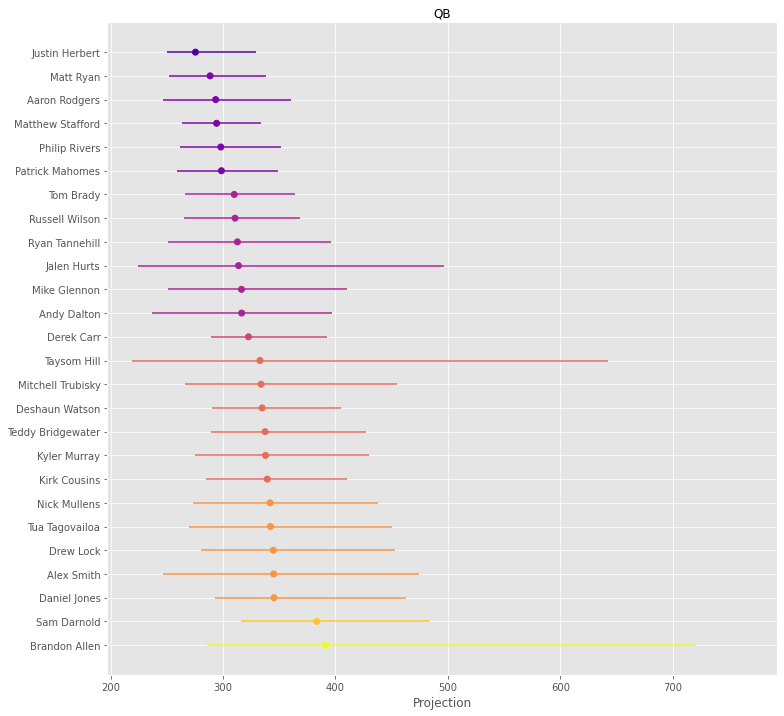 QB
Justin Herbert
Matt Ryan
Aaron Rodgers
Matthew Stafford
Philip Rivers
Patrick Mahomes
Tom Brady
Russell Wilson
Ryan Tannehill
Jalen Hurts
Mike Glennon
Andy Dalton
Derek Carr
Taysom Hill
Mitchell Trubisky
Deshaun Watson
Teddy Bridgewater
Kyler Murray
Kirk Cousins
Nick Mullens
Tua Tagovailoa
Drew Lock
Alex Smith
Daniel Jones
Sam Darnold
Brandon Allen
200 300 400 500 600 700
Projection